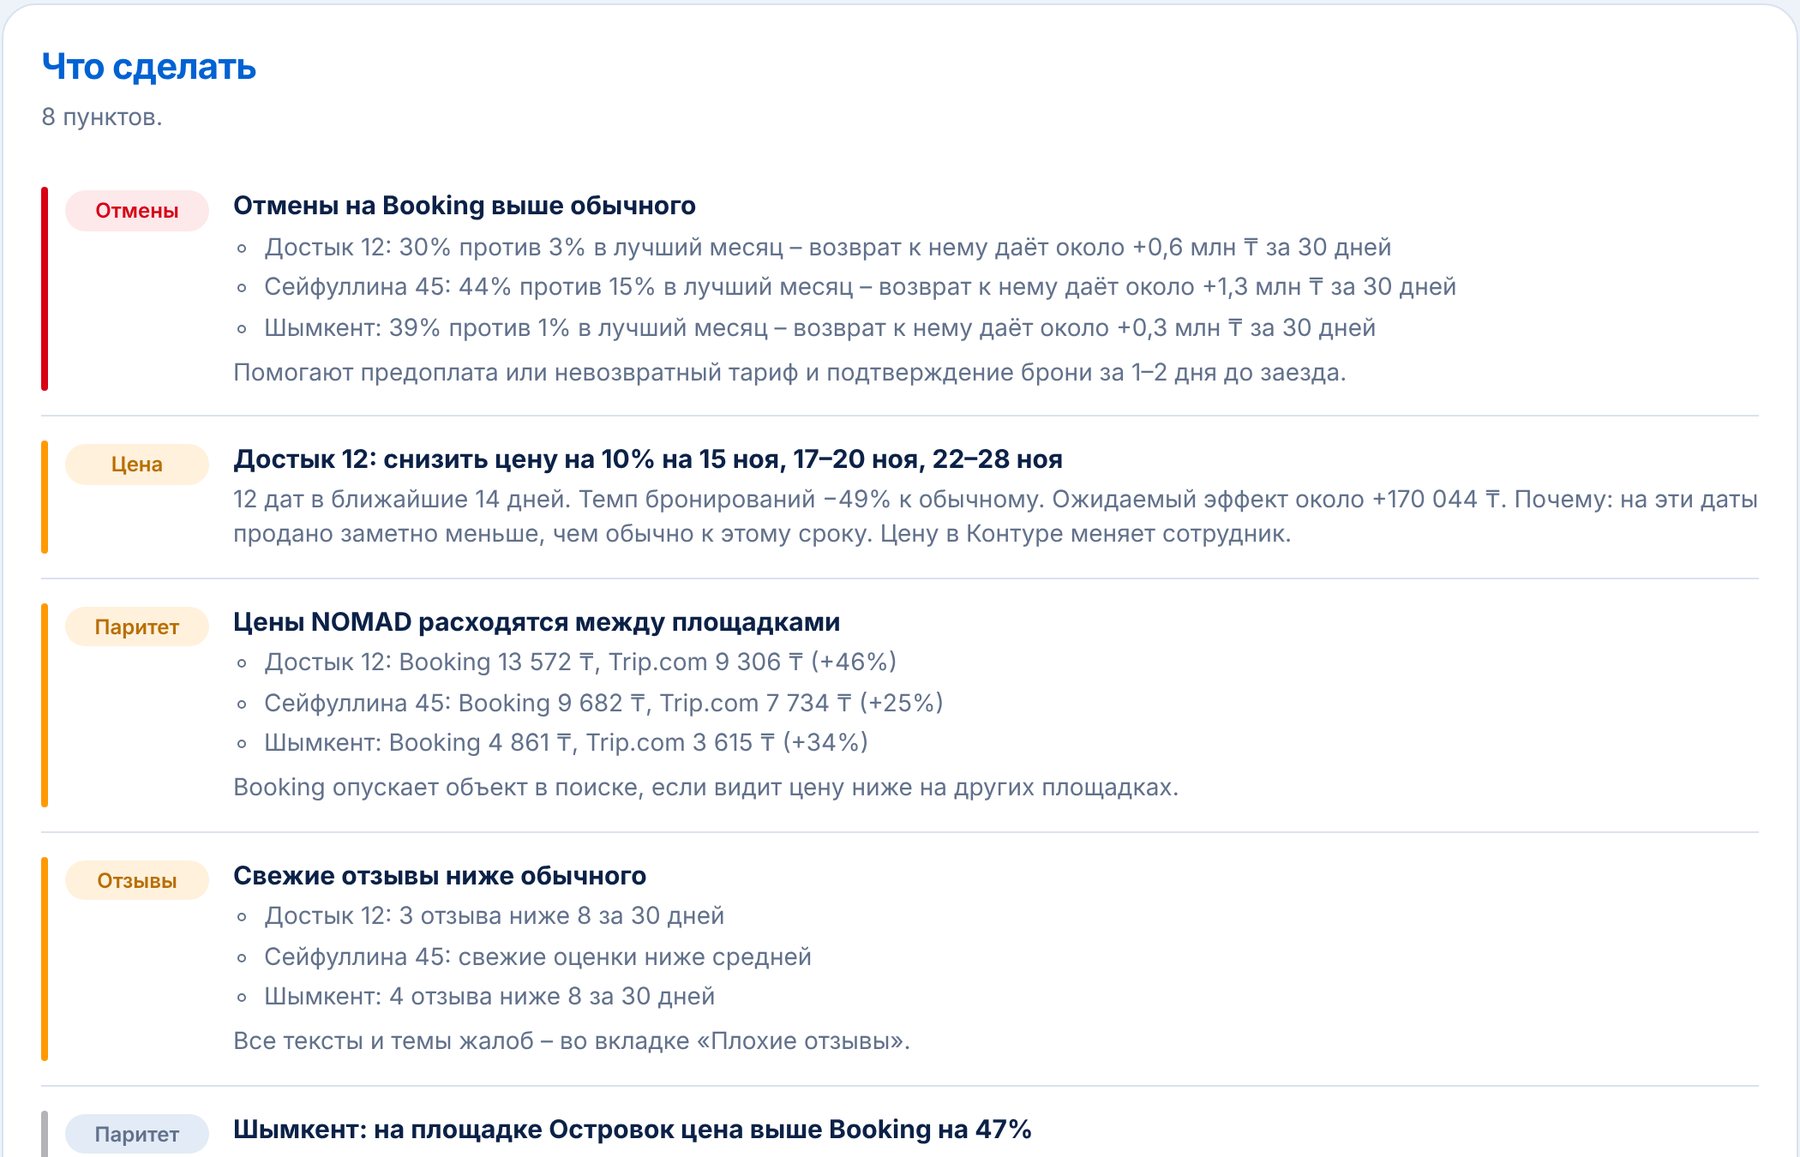 Что сделать
8 пунктов.
Отмены
Отмены на Booking выше обычного
Достык 12: 30% против 3% в лучший месяц – возврат к нему даёт около +0,6 млн ₸ за 30 дней
Сейфуллина 45: 44% против 15% в лучший месяц – возврат к нему даёт около +1,3 млн ₸ за 30 дней
Шымкент: 39% против 1% в лучший месяц – возврат к нему даёт около +0,3 млн ₸ за 30 дней
Помогают предоплата или невозвратный тариф и подтверждение брони за 1–2 дня до заезда.
Цена
Достык 12: снизить цену на 10% на 15 ноя, 17–20 ноя, 22–28 ноя
12 дат в ближайшие 14 дней. Темп бронирований −49% к обычному. Ожидаемый эффект около +170 044 ₸. Почему: на эти даты
продано заметно меньше, чем обычно к этому сроку. Цену в Контуре меняет сотрудник.
Паритет
Цены NOMAD расходятся между площадками
Достык 12: Booking 13 572 ₸, Trip.com 9 306 ₸ (+46%)
Сейфуллина 45: Booking 9 682 ₸, Trip.com 7 734 ₸ (+25%)
Шымкент: Booking 4 861 ₸, Trip.com 3 615 ₸ (+34%)
Booking опускает объект в поиске, если видит цену ниже на других площадках.
Отзывы
Свежие отзывы ниже обычного
Достык 12: 3 отзыва ниже 8 за 30 дней
Сейфуллина 45: свежие оценки ниже средней
Шымкент: 4 отзыва ниже 8 за 30 дней
Все тексты и темы жалоб – во вкладке «Плохие отзывы».
Паритет
Шымкент: на площадке Островок цена выше Booking на 47%